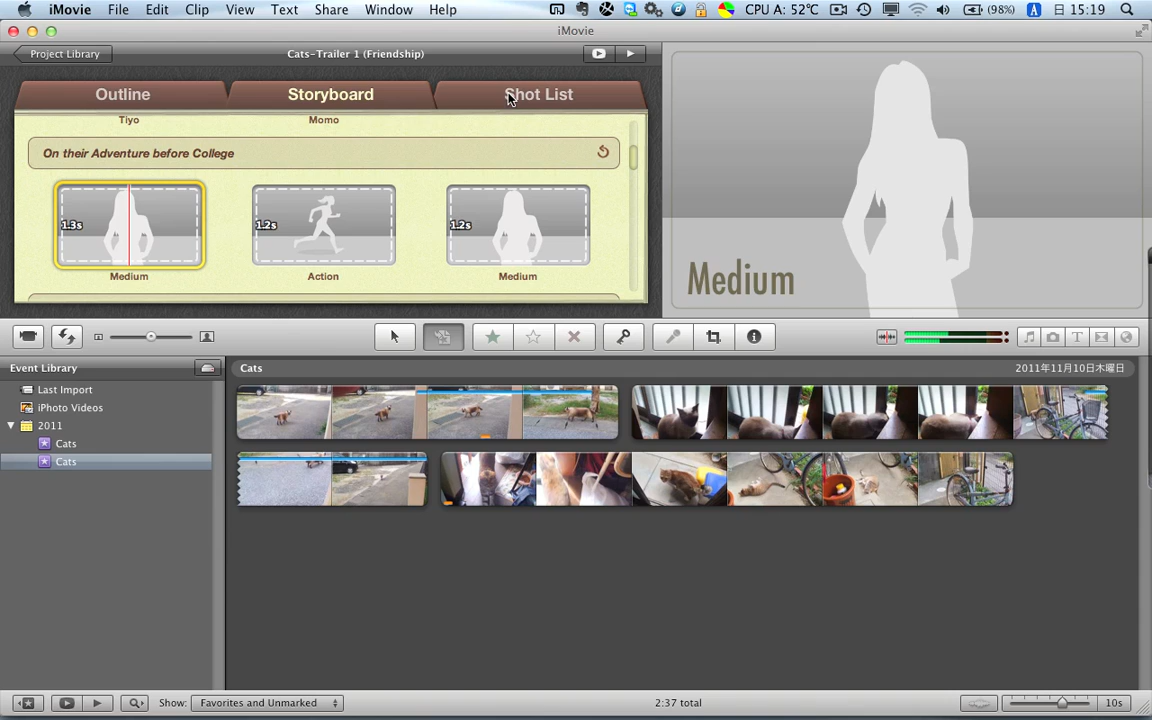 iMovie File Edit Clip View Text Share Window Help CPU A: 52℃ (98%) A 日 15:19
iMovie
Project Library Cats-Trailer 1 (Friendship)
Outline Storyboard Shot List
Tiyo Momo
On their Adventure before College
1.3s 1.2s 1.2s
Medium Action Medium
Medium
Event Library Cats 2011年11月10日木曜日
Last Import
iPhoto Videos
2011
Cats
Cats
Show: Favorites and Unmarked 2:37 total 10s